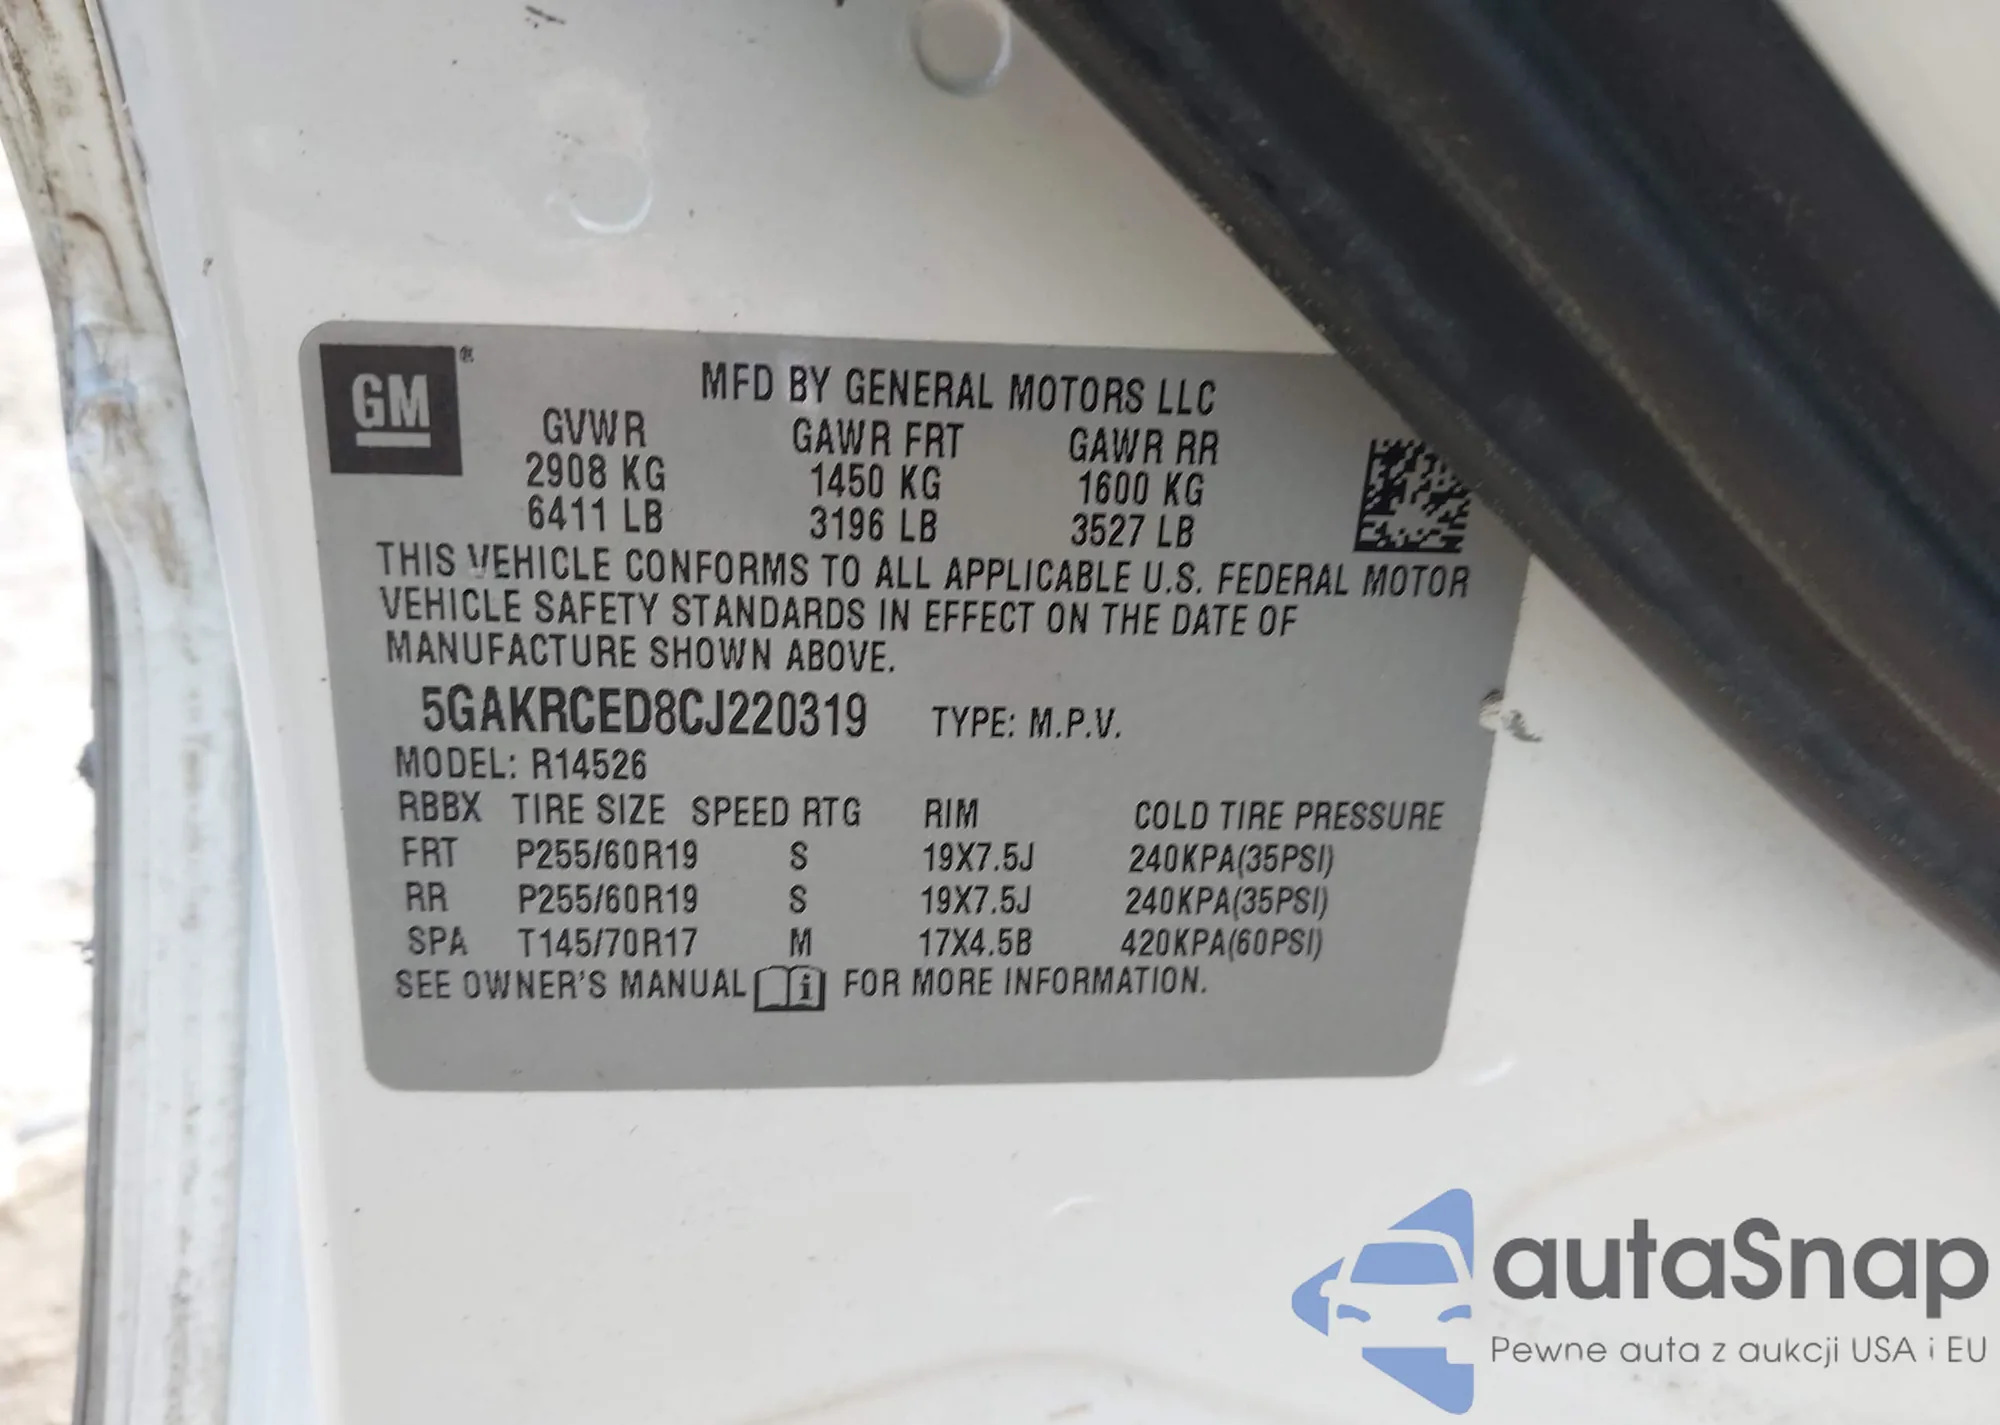 GM ®
MFD BY GENERAL MOTORS LLC
GVWR GAWR FRT GAWR RR
2908 KG 1450 KG 1600 KG
6411 LB 3196 LB 3527 LB
THIS VEHICLE CONFORMS TO ALL APPLICABLE U.S. FEDERAL MOTOR
VEHICLE SAFETY STANDARDS IN EFFECT ON THE DATE OF
MANUFACTURE SHOWN ABOVE.
5GAKRCED8CJ220319 TYPE: M.P.V.
MODEL: R14526
RBBX TIRE SIZE SPEED RTG RIM COLD TIRE PRESSURE
FRT P255/60R19 S 19X7.5J 240KPA(35PSI)
RR P255/60R19 S 19X7.5J 240KPA(35PSI)
SPA T145/70R17 M 17X4.5B 420KPA(60PSI)
SEE OWNER'S MANUAL i FOR MORE INFORMATION.
autaSnap
Pewne auta z aukcji USA i EU